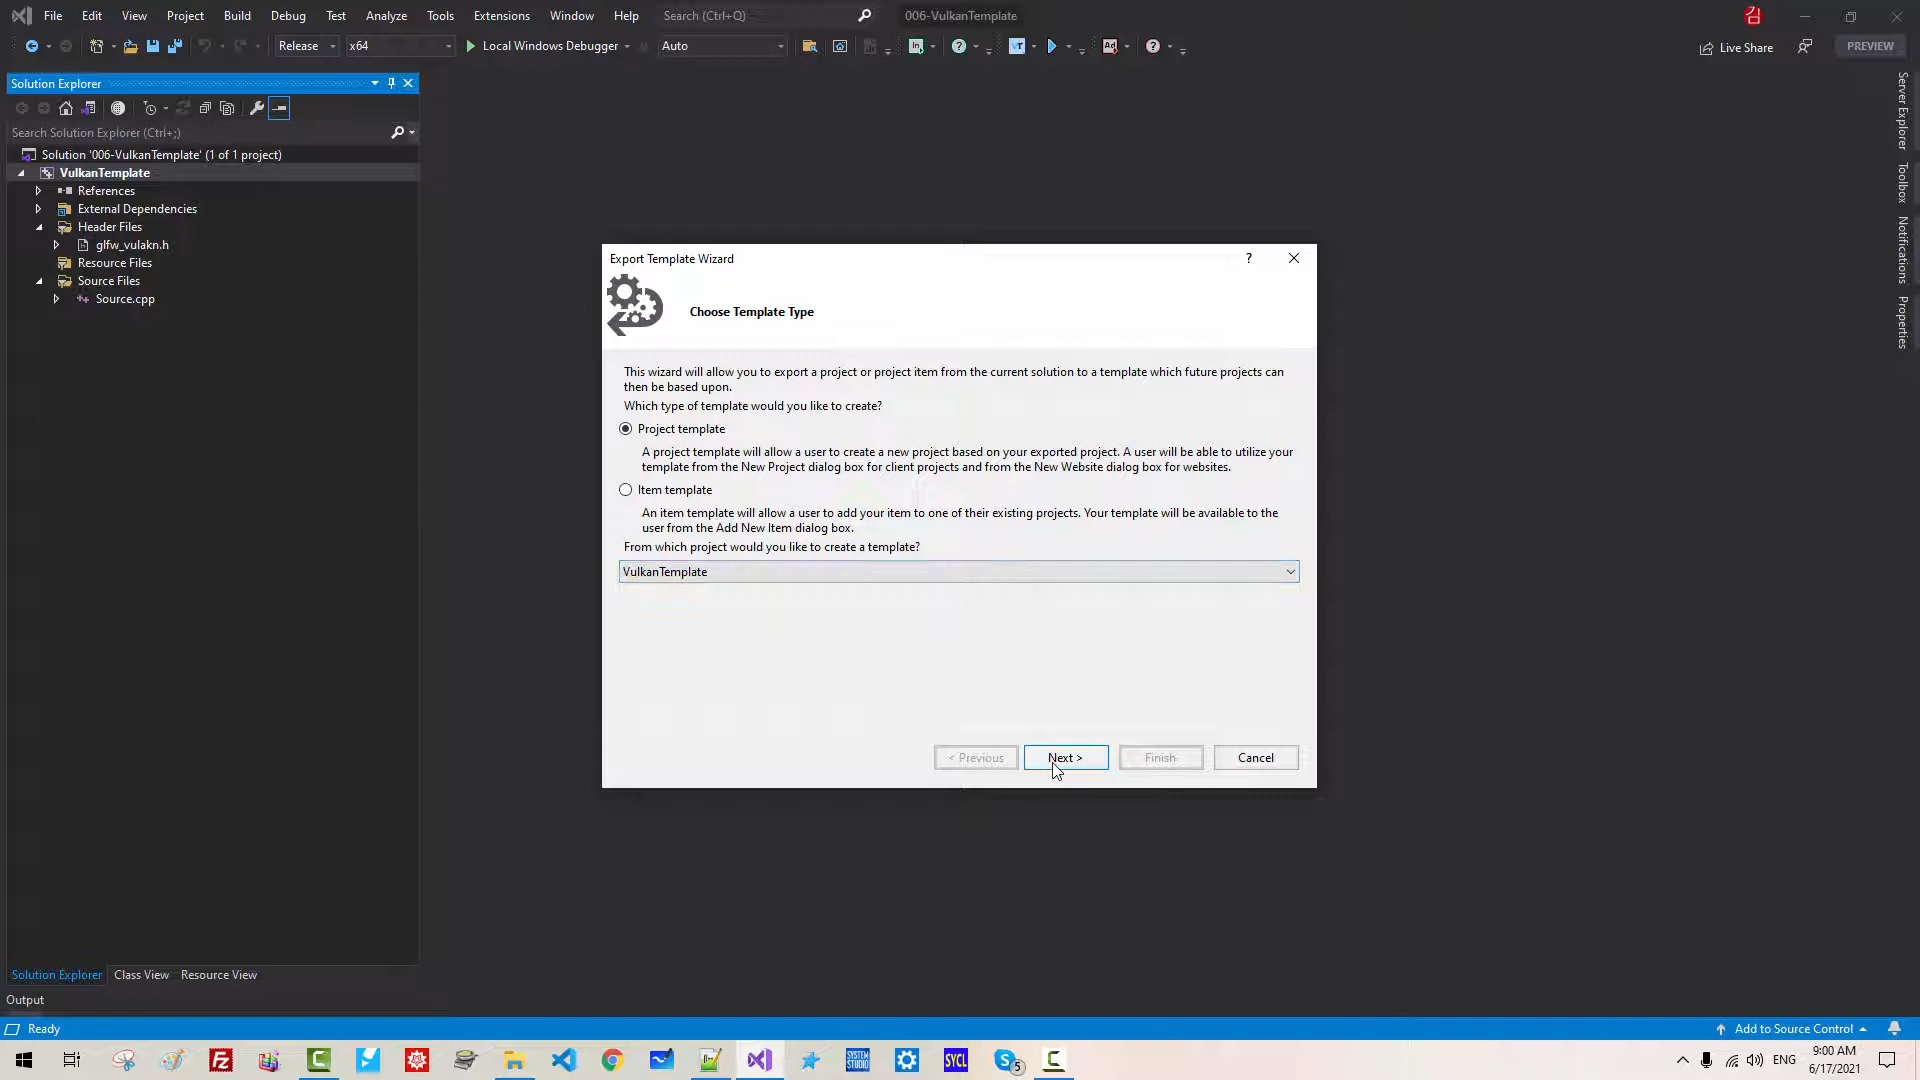 File Edit View Project Build Debug Test Analyze Tools Extensions Window Help Search (Ctrl+Q) 006-VulkanTemplate
Release x64 Local Windows Debugger Auto Live Share PREVIEW
Solution Explorer
Search Solution Explorer (Ctrl+;)
Solution '006-VulkanTemplate' (1 of 1 project)
VulkanTemplate
References
External Dependencies
Header Files
glfw_vulakn.h
Resource Files
Source Files
Source.cpp
Export Template Wizard ?
Choose Template Type
This wizard will allow you to export a project or project item from the current solution to a template which future projects can
then be based upon.
Which type of template would you like to create?
Project template
A project template will allow a user to create a new project based on your exported project. A user will be able to utilize your
template from the New Project dialog box for client projects and from the New Website dialog box for websites.
Item template
An item template will allow a user to add your item to one of their existing projects. Your template will be available to the
user from the Add New Item dialog box.
From which project would you like to create a template?
VulkanTemplate
< Previous Next > Finish Cancel
Server Explorer
Toolbox
Notifications
Properties
Solution Explorer Class View Resource View
Output
Ready Add to Source Control
SYSTEM STUDIO SYCL 5 ENG 9:00 AM
6/17/2021